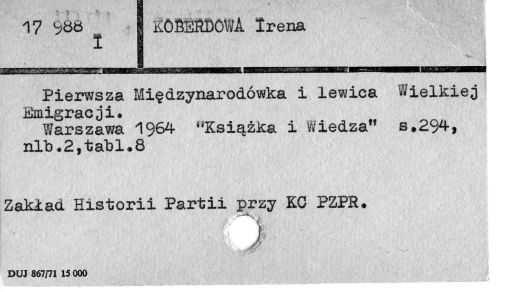 17 988
I
KOBERDOWA Irena
Pierwsza Międzynarodówka i lewica Wielkiej
Emigracji.
Warszawa 1964 "Książka i Wiedza" s.294,
nlb.2,tabl.8
Zakład Historii Partii przy KC PZPR.
DUJ 867/71 15 000